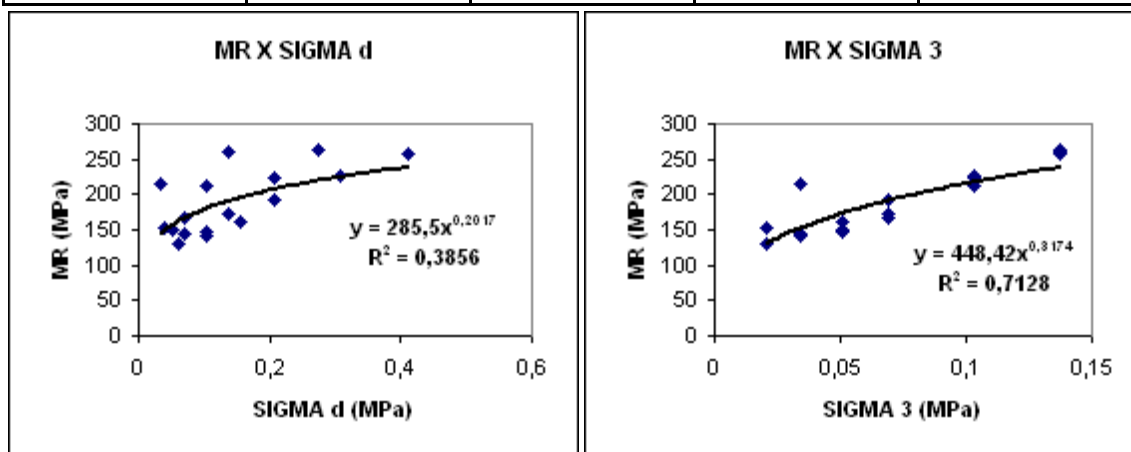 MR X SIGMA d
300
250
200
150
100
50
0
MR (MPa)
y = 285,5x^0,2017
R² = 0,3856
0 0,2 0,4 0,6
SIGMA d (MPa)
MR X SIGMA 3
300
250
200
150
100
50
0
MR (MPa)
y = 448,42x^0,3174
R² = 0,7128
0 0,05 0,1 0,15
SIGMA 3 (MPa)